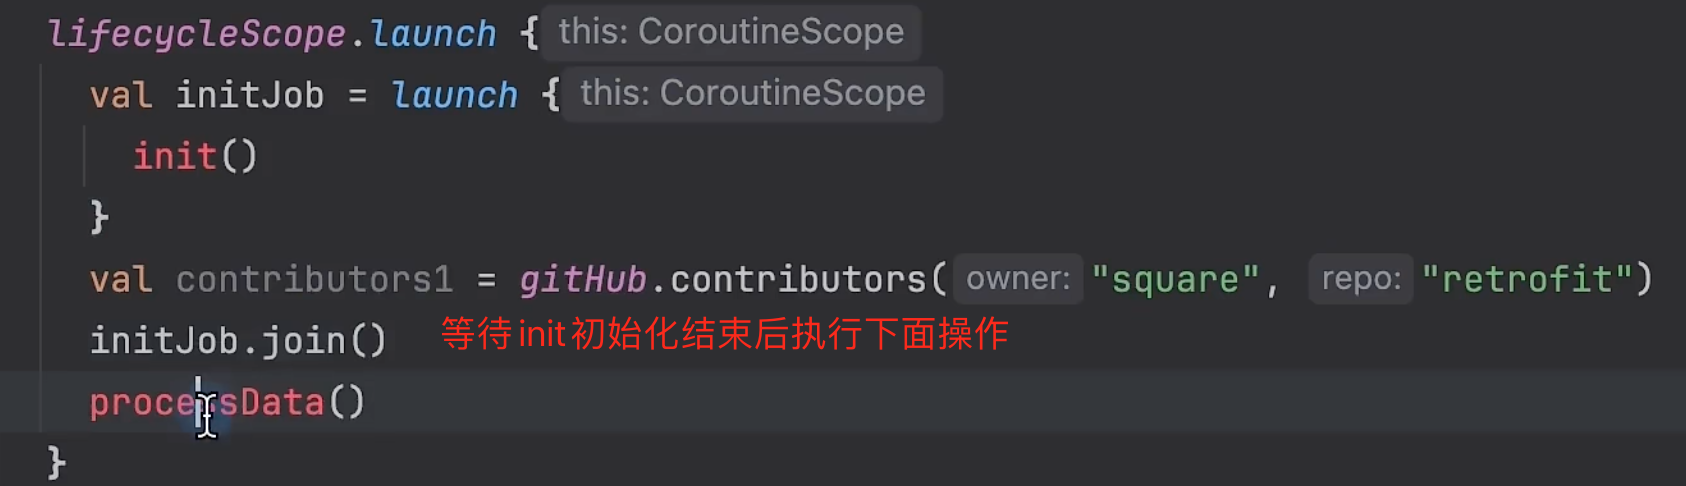 lifecycleScope.launch { this: CoroutineScope
val initJob = launch { this: CoroutineScope
init()
}
val contributors1 = gitHub.contributors( owner: "square", repo: "retrofit")
initJob.join() 等待init初始化结束后执行下面操作
processData()
}